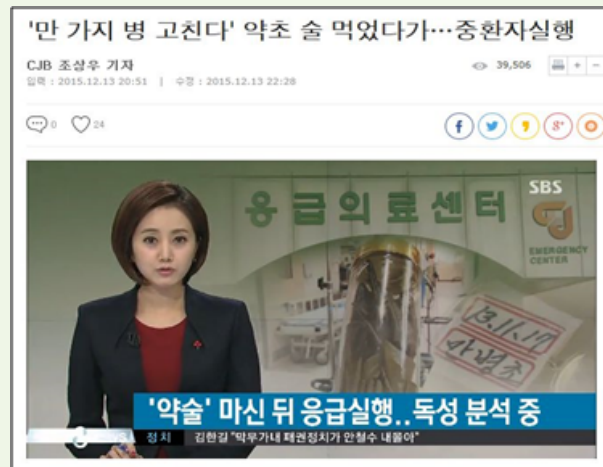 '만 가지 병 고친다' 약초 술 먹었다가…중환자실행
CJB 조상우 기자
39,506
입력 : 2015.12.13 20:51 | 수정 : 2015.12.13 22:28
0
24
응급의료센터
SBS
EMERGENCY
CENTER
13.11.17
마병초
'약술' 마신 뒤 응급실행..독성 분석 중
정치 김한길 "막무가내 패권정치가 안철수 내몰아"